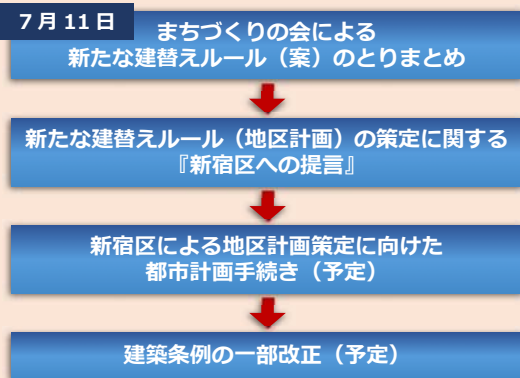 7月11日
まちづくりの会による
新たな建替えルール（案）のとりまとめ
新たな建替えルール（地区計画）の策定に関する
『新宿区への提言』
新宿区による地区計画策定に向けた
都市計画手続き（予定）
建築条例の一部改正（予定）